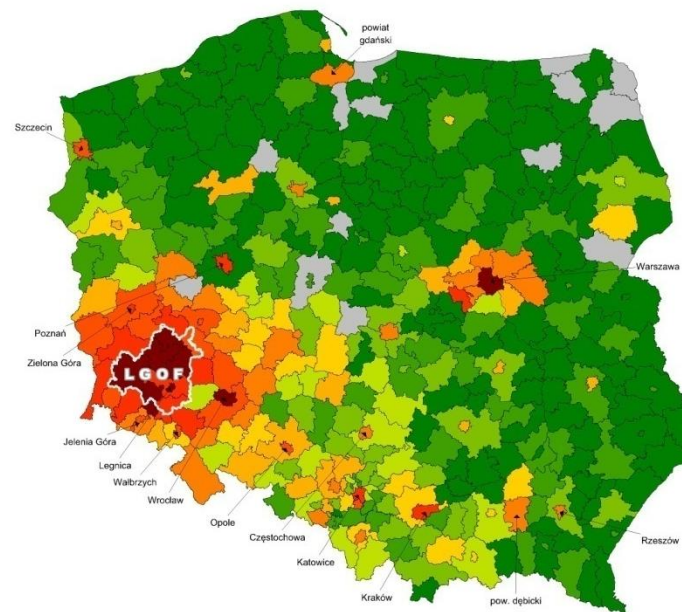 powiat
gdański
Szczecin
Warszawa
Poznań
Zielona Góra
LGOF
Jelenia Góra
Legnica
Wałbrzych
Wrocław
Opole
Częstochowa
Katowice
Kraków
pow. dębicki
Rzeszów